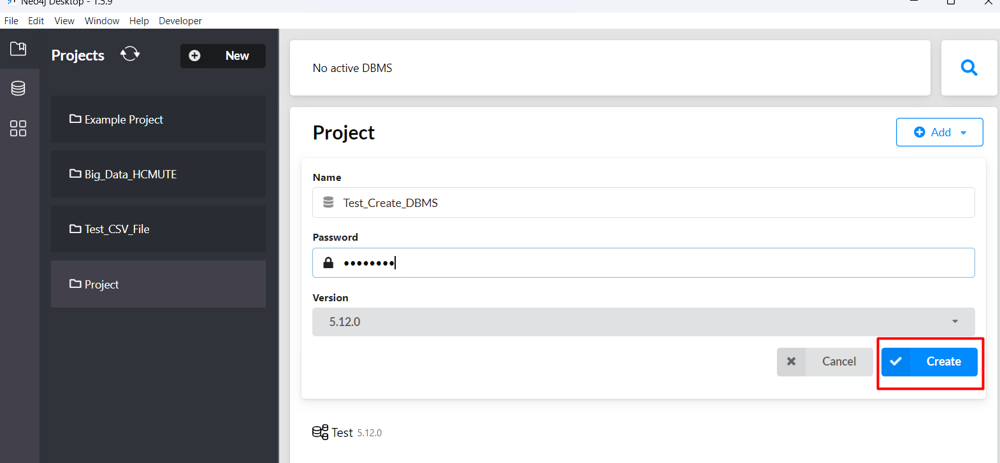 Neo4j Desktop - 1.5.9
File Edit View Window Help Developer
Projects
New
Example Project
Big_Data_HCMUTE
Test_CSV_File
Project
No active DBMS
Project
Add
Name
Test_Create_DBMS
Password
••••••••
Version
5.12.0
Cancel
Create
Test 5.12.0